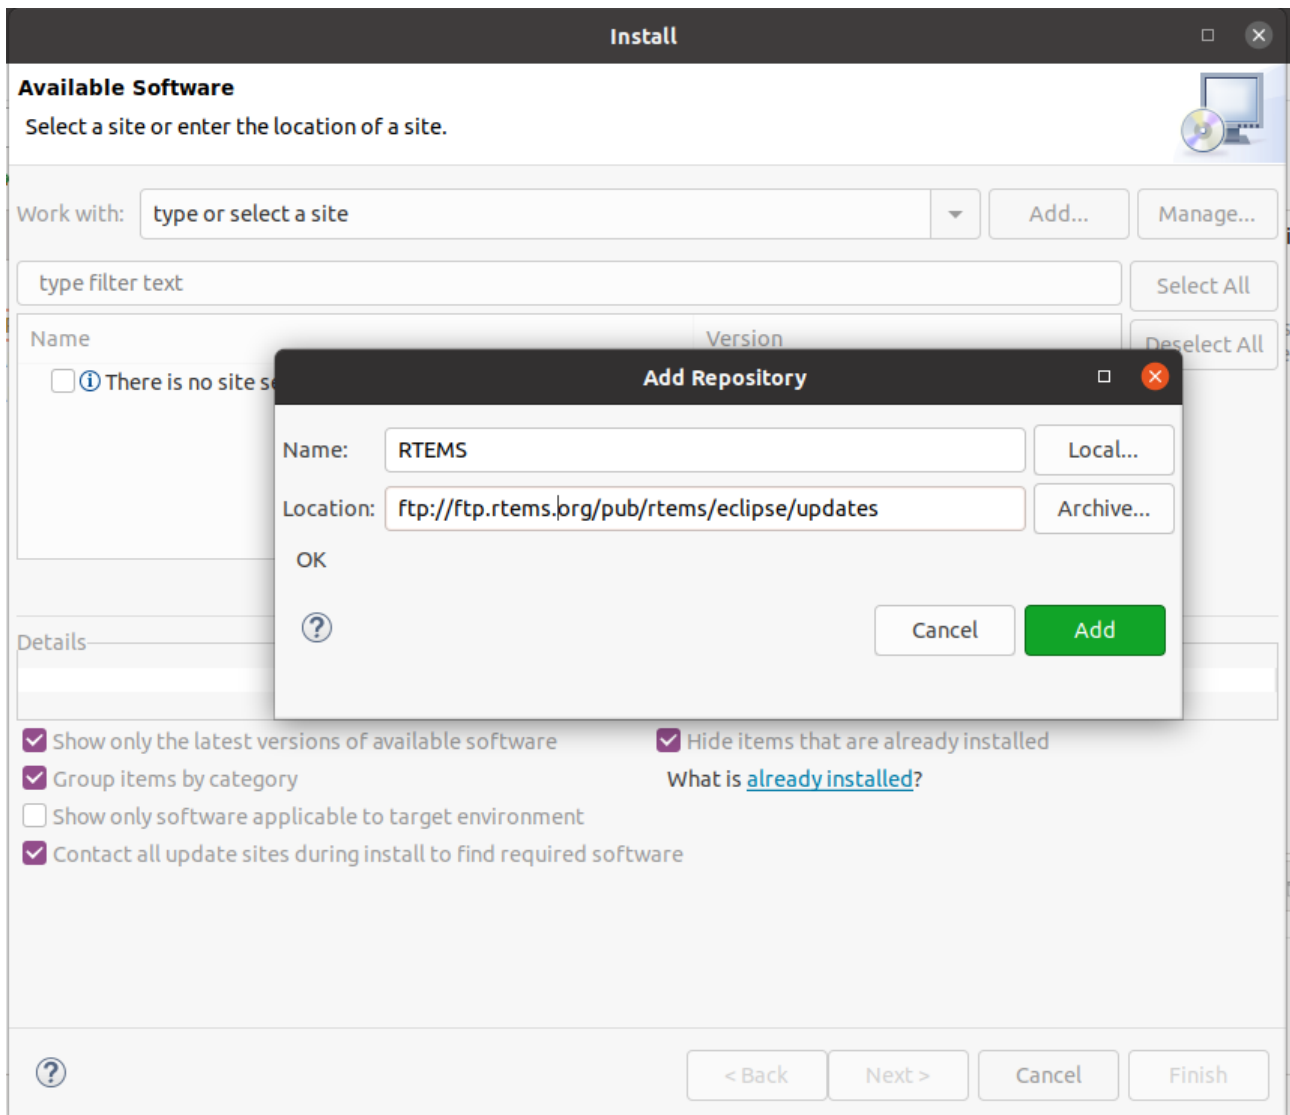 Install
Available Software
Select a site or enter the location of a site.
Work with: type or select a site Add... Manage...
type filter text Select All
Name Version Deselect All
There is no site se
Add Repository
Name: RTEMS Local...
Location: ftp://ftp.rtems.org/pub/rtems/eclipse/updates Archive...
OK
Cancel Add
Details
Show only the latest versions of available software Hide items that are already installed
Group items by category What is already installed?
Show only software applicable to target environment
Contact all update sites during install to find required software
< Back Next > Cancel Finish